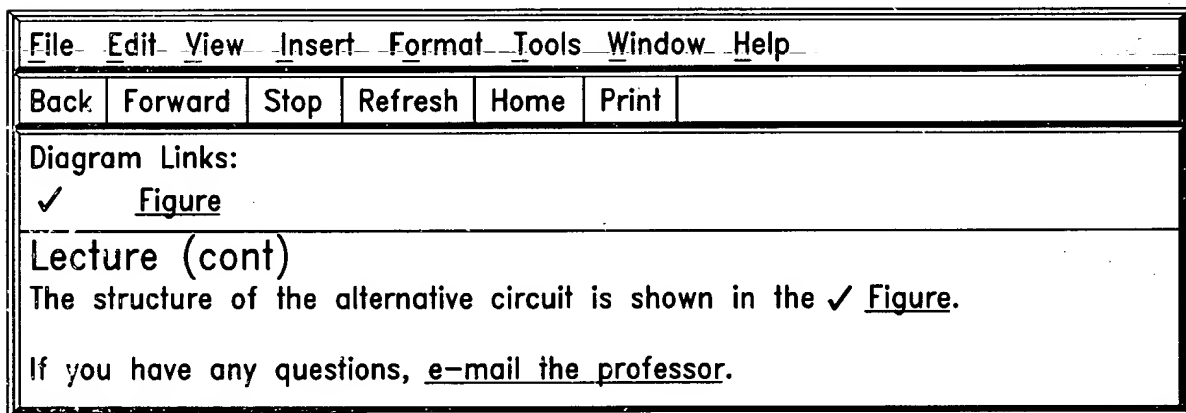 File Edit View Insert Format Tools Window Help
Back Forward Stop Refresh Home Print
Diagram Links:
✓ Figure
Lecture (cont)
The structure of the alternative circuit is shown in the ✓ Figure.
If you have any questions, e-mail the professor.